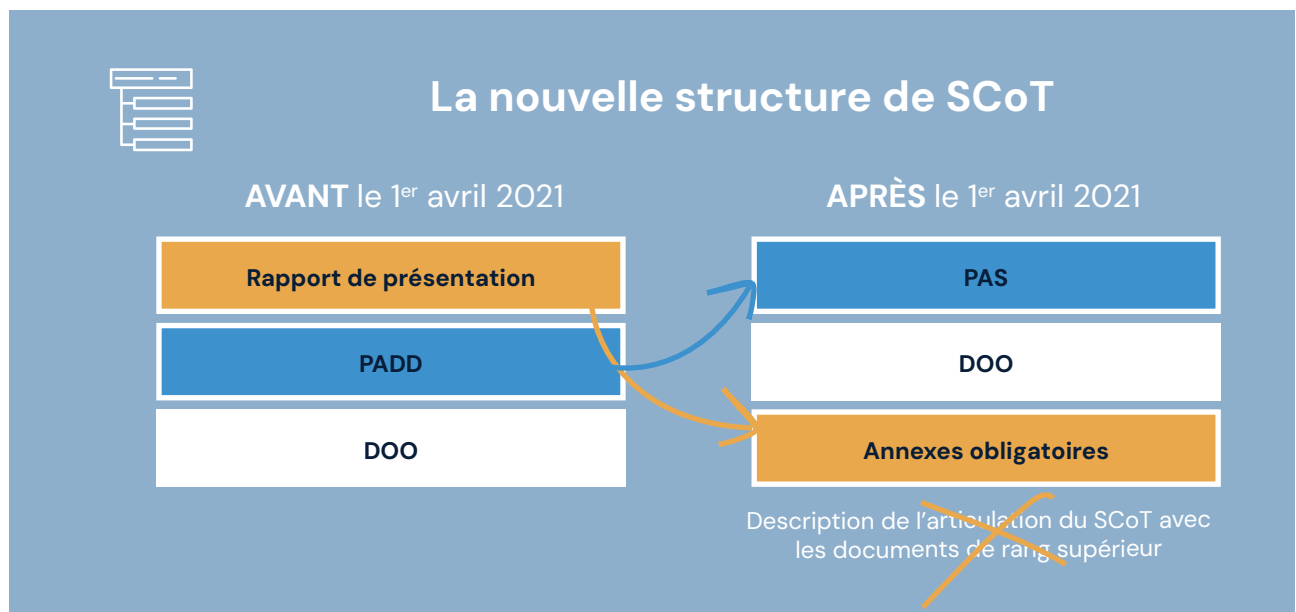 La nouvelle structure de SCoT
AVANT le 1er avril 2021
Rapport de présentation
PADD
DOO
APRÈS le 1er avril 2021
PAS
DOO
Annexes obligatoires
Description de l’articulation du SCoT avec
les documents de rang supérieur